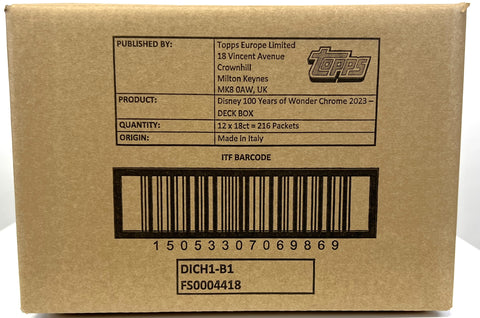 PUBLISHED BY: Topps Europe Limited
18 Vincent Avenue
Crownhill
Milton Keynes
MK8 0AW, UK
Topps
PRODUCT: Disney 100 Years of Wonder Chrome 2023 –
DECK BOX
QUANTITY: 12 x 18ct = 216 Packets
ORIGIN: Made in Italy
ITF BARCODE
15053307069869
DICH1-B1
FS0004418